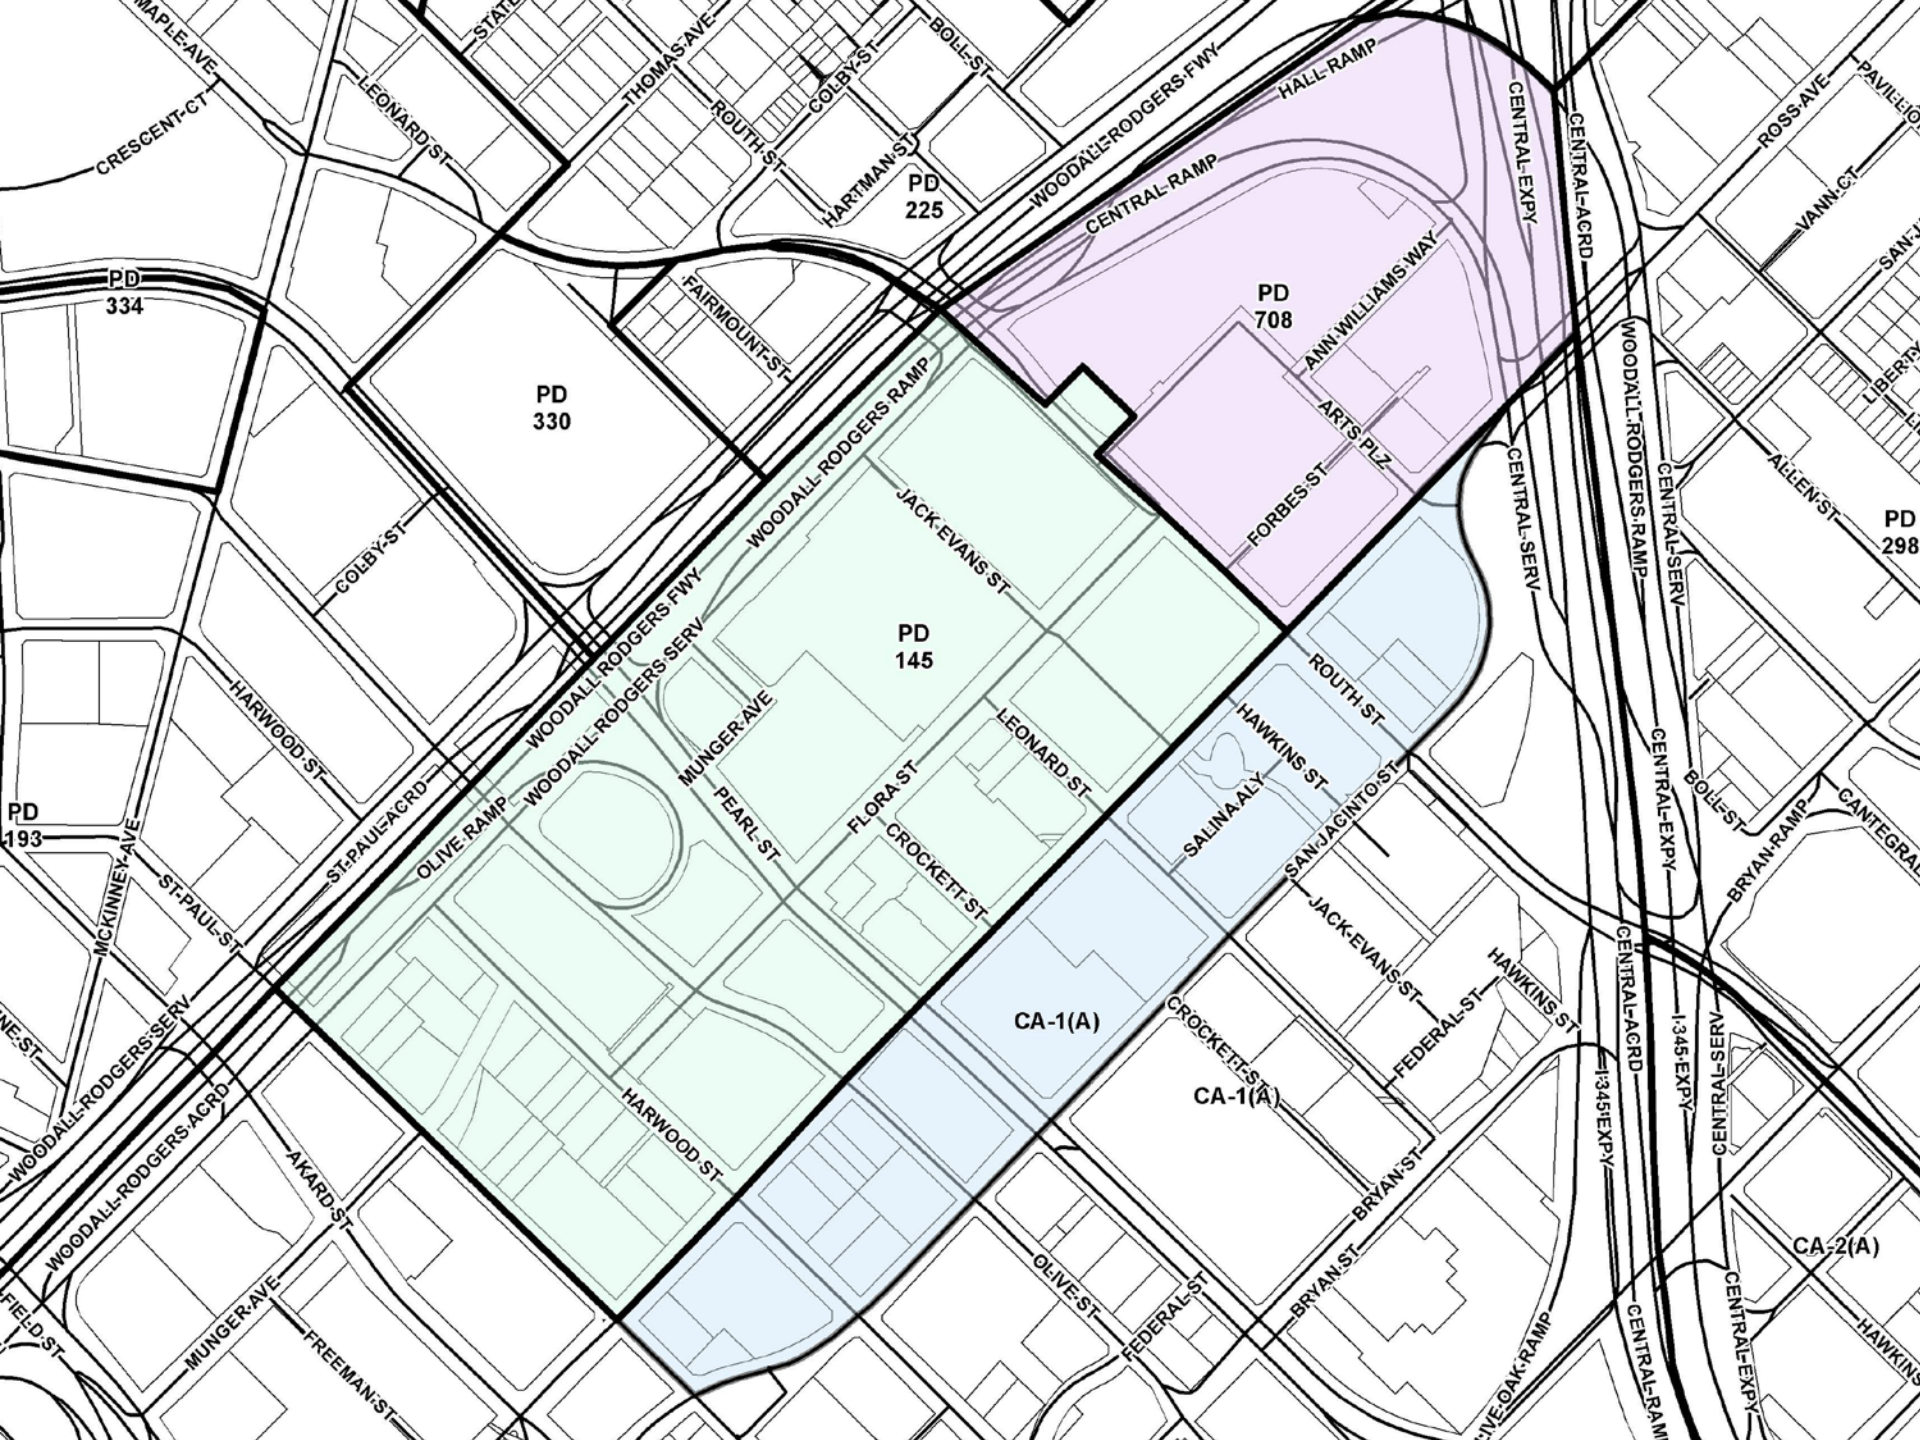 MAPLE-AVE
THOMAS AVE
COLBY-ST
BOLL-ST
CRESCENT-CT
LEONARD-ST
ROUTH-ST
HARTMAN-ST
PD
225
WOODALL-RODGERS-FWY
HALL RAMP
CENTRAL RAMP
CENTRAL-EXPY
CENTRAL-ACRD
ROSS AVE
VANN-CT
PD
334
FAIRMOUNT-ST
PD
330
PD
708
ANN-WILLIAMS-WAY
ARTS-PLZ
FORBES-ST
WOODALL-RODGERS RAMP
JACK-EVANS ST
COLBY-ST
WOODALL-RODGERS-FWY
WOODALL-RODGERS-SERV
PD
145
CENTRAL-SERV
WOODALL-RODGERS-RAMP
CENTRAL-SERV
ALLEN-ST
PD
298
HARWOOD-ST
MUNGER-AVE
PEARL-ST
FLORA-ST
LEONARD-ST
CROCKETT-ST
ROUTH-ST
HAWKINS-ST
SALINA-ALY
SAN-JACINTO-ST
CENTRAL-EXPY
BOLL-ST
BRYAN-RAMP
PD
193
MCKINNEY-AVE
ST-PAUL-ACRD
OLIVE-RAMP
ST-PAUL-ST
JACK-EVANS-ST
HAWKINS-ST
FEDERAL-ST
CROCKETT-ST
CA-1(A)
CA-1(A)
CENTRAL-ACRD
I-345-EXPY
I-345-EXPY
CENTRAL-SERV
WOODALL-RODGERS-SERV
WOODALL-RODGERS-ACRD
AKARD-ST
HARWOOD-ST
BRYAN-ST
BRYAN-ST
CA-2(A)
OLIVE-ST
FEDERAL-ST
MUNGER-AVE
FREEMAN-ST
CENTRAL-EXPY